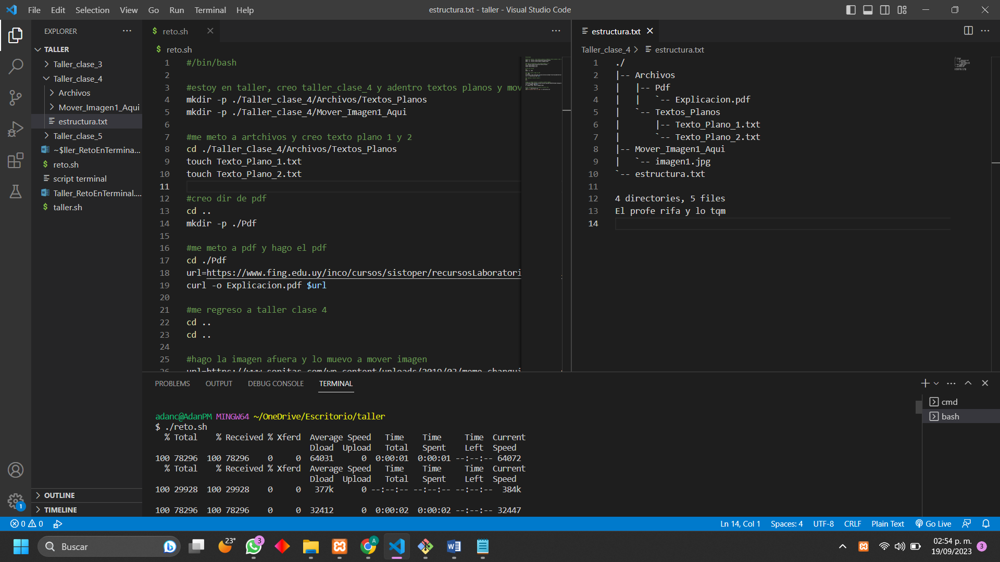 File Edit Selection View Go Run Terminal Help
estructura.txt - taller - Visual Studio Code
EXPLORER
TALLER
Taller_clase_3
Taller_clase_4
Archivos
Mover_Imagen1_Aqui
estructura.txt
Taller_clase_5
~$ller_RetoEnTermina...
reto.sh
script terminal
Taller_RetoEnTerminal....
taller.sh
OUTLINE
TIMELINE
reto.sh
reto.sh
1 #/bin/bash
2
3 #estoy en taller, creo taller_clase_4 y adentro textos planos y mov
4 mkdir -p ./Taller_clase_4/Archivos/Textos_Planos
5 mkdir -p ./Taller_clase_4/Mover_Imagen1_Aqui
6
7 #me meto a artchivos y creo texto plano 1 y 2
8 cd ./Taller_Clase_4/Archivos/Textos_Planos
9 touch Texto_Plano_1.txt
10 touch Texto_Plano_2.txt
11
12 #creo dir de pdf
13 cd ..
14 mkdir -p ./Pdf
15
16 #me meto a pdf y hago el pdf
17 cd ./Pdf
18 url=https://www.fing.edu.uy/inco/cursos/sistoper/recursosLaboratori
19 curl -o Explicacion.pdf $url
20
21 #me regreso a taller clase 4
22 cd ..
23 cd ..
24
25 #hago la imagen afuera y lo muevo a mover imagen
26 url=https://www.sopitas.com/wp-content/uploads/2019/03/meme-changui
estructura.txt
Taller_clase_4 > estructura.txt
1 ./
2 |-- Archivos
3 |   |-- Pdf
4 |   |   `-- Explicacion.pdf
5 |   `-- Textos_Planos
6 |       |-- Texto_Plano_1.txt
7 |       `-- Texto_Plano_2.txt
8 |-- Mover_Imagen1_Aqui
9 |   `-- imagen1.jpg
10 `-- estructura.txt
11
12 4 directories, 5 files
13 El profe rifa y lo tqm
14
PROBLEMS OUTPUT DEBUG CONSOLE TERMINAL
cmd
bash
adanc@AdanPM MINGW64 ~/OneDrive/Escritorio/taller
$ ./reto.sh
% Total % Received % Xferd Average Speed Time Time Time Current
Dload Upload Total Spent Left Speed
100 78296 100 78296 0 0 64031 0 0:00:01 0:00:01 --:--:-- 64072
% Total % Received % Xferd Average Speed Time Time Time Current
Dload Upload Total Spent Left Speed
100 29928 100 29928 0 0 377k 0 --:--:-- --:--:-- --:--:-- 384k
100 78296 100 78296 0 0 32412 0 0:00:02 0:00:02 --:--:-- 32447
0 0
Ln 14, Col 1 Spaces: 4 UTF-8 CRLF Plain Text Go Live
1
Buscar
23°
3
A
02:54 p. m.
19/09/2023
3